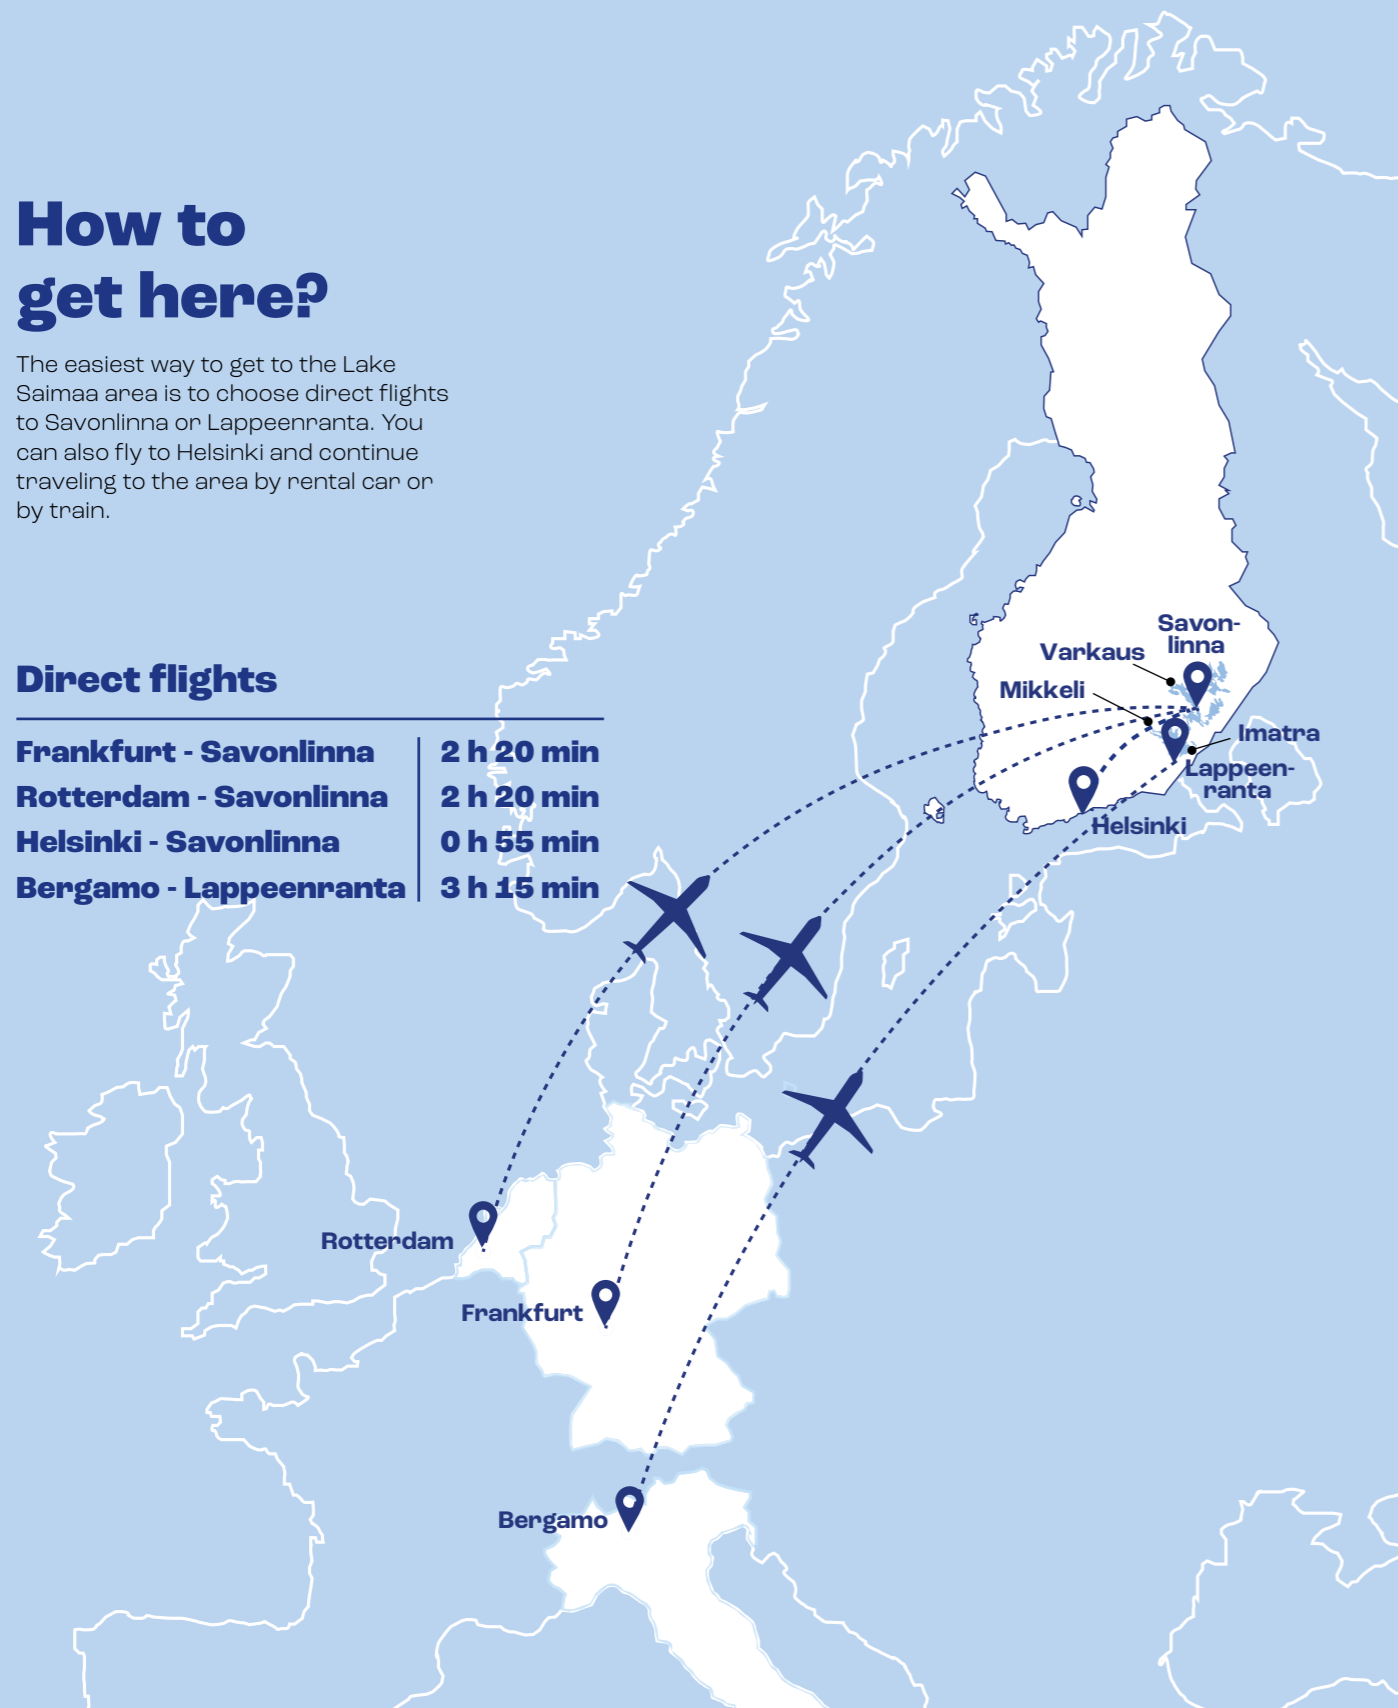 How to
get here?
The easiest way to get to the Lake
Saimaa area is to choose direct flights
to Savonlinna or Lappeenranta. You
can also fly to Helsinki and continue
traveling to the area by rental car or
by train.
Direct flights
Frankfurt - Savonlinna 2 h 20 min
Rotterdam - Savonlinna 2 h 20 min
Helsinki - Savonlinna 0 h 55 min
Bergamo - Lappeenranta 3 h 15 min
Savon-
linna
Varkaus
Mikkeli
Imatra
Lappeen-
ranta
Helsinki
Rotterdam
Frankfurt
Bergamo